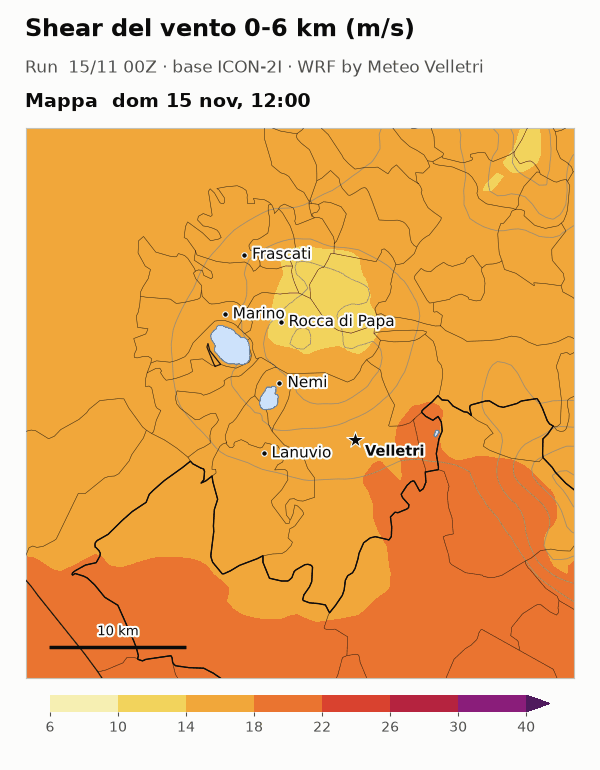 Shear del vento 0-6 km (m/s)
Run  15/11 00Z · base ICON-2I · WRF by Meteo Velletri
Mappa  dom 15 nov, 12:00
Frascati
Marino
Rocca di Papa
Nemi
Velletri
Lanuvio
10 km
6 10 14 18 22 26 30 40